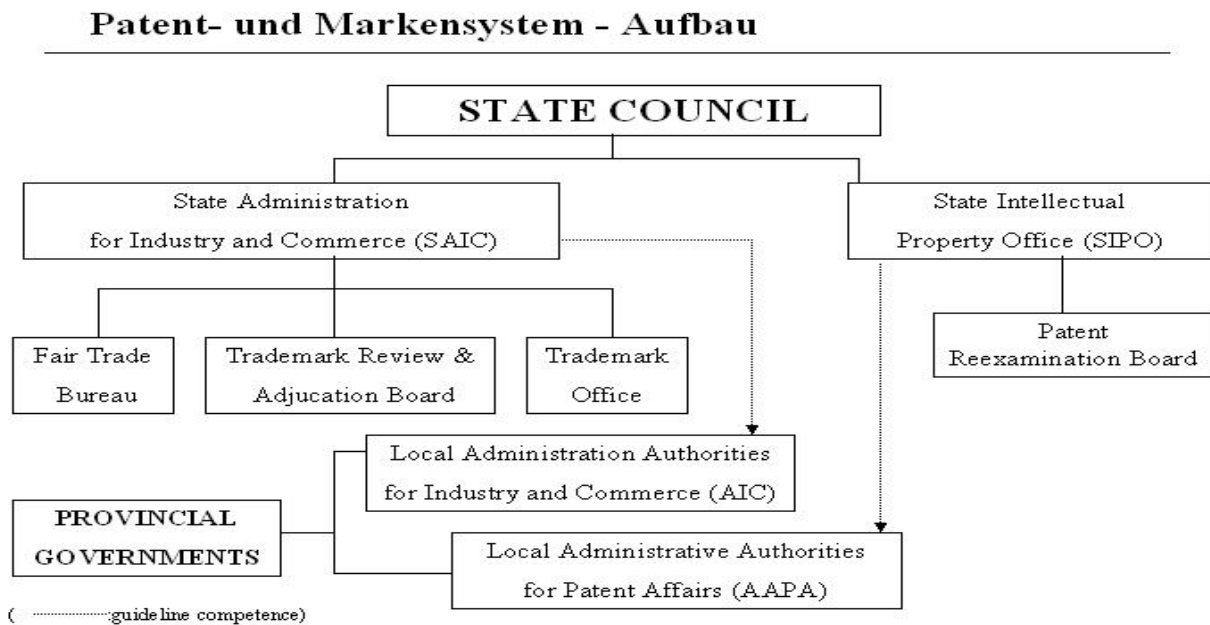 Patent- und Markensystem - Aufbau
STATE COUNCIL
State Administration
for Industry and Commerce (SAIC)
State Intellectual
Property Office (SIPO)
Fair Trade
Bureau
Trademark Review &
Adjucation Board
Trademark
Office
Patent
Reexamination Board
Local Administration Authorities
for Industry and Commerce (AIC)
PROVINCIAL
GOVERNMENTS
Local Administrative Authorities
for Patent Affairs (AAPA)
( :guideline competence)